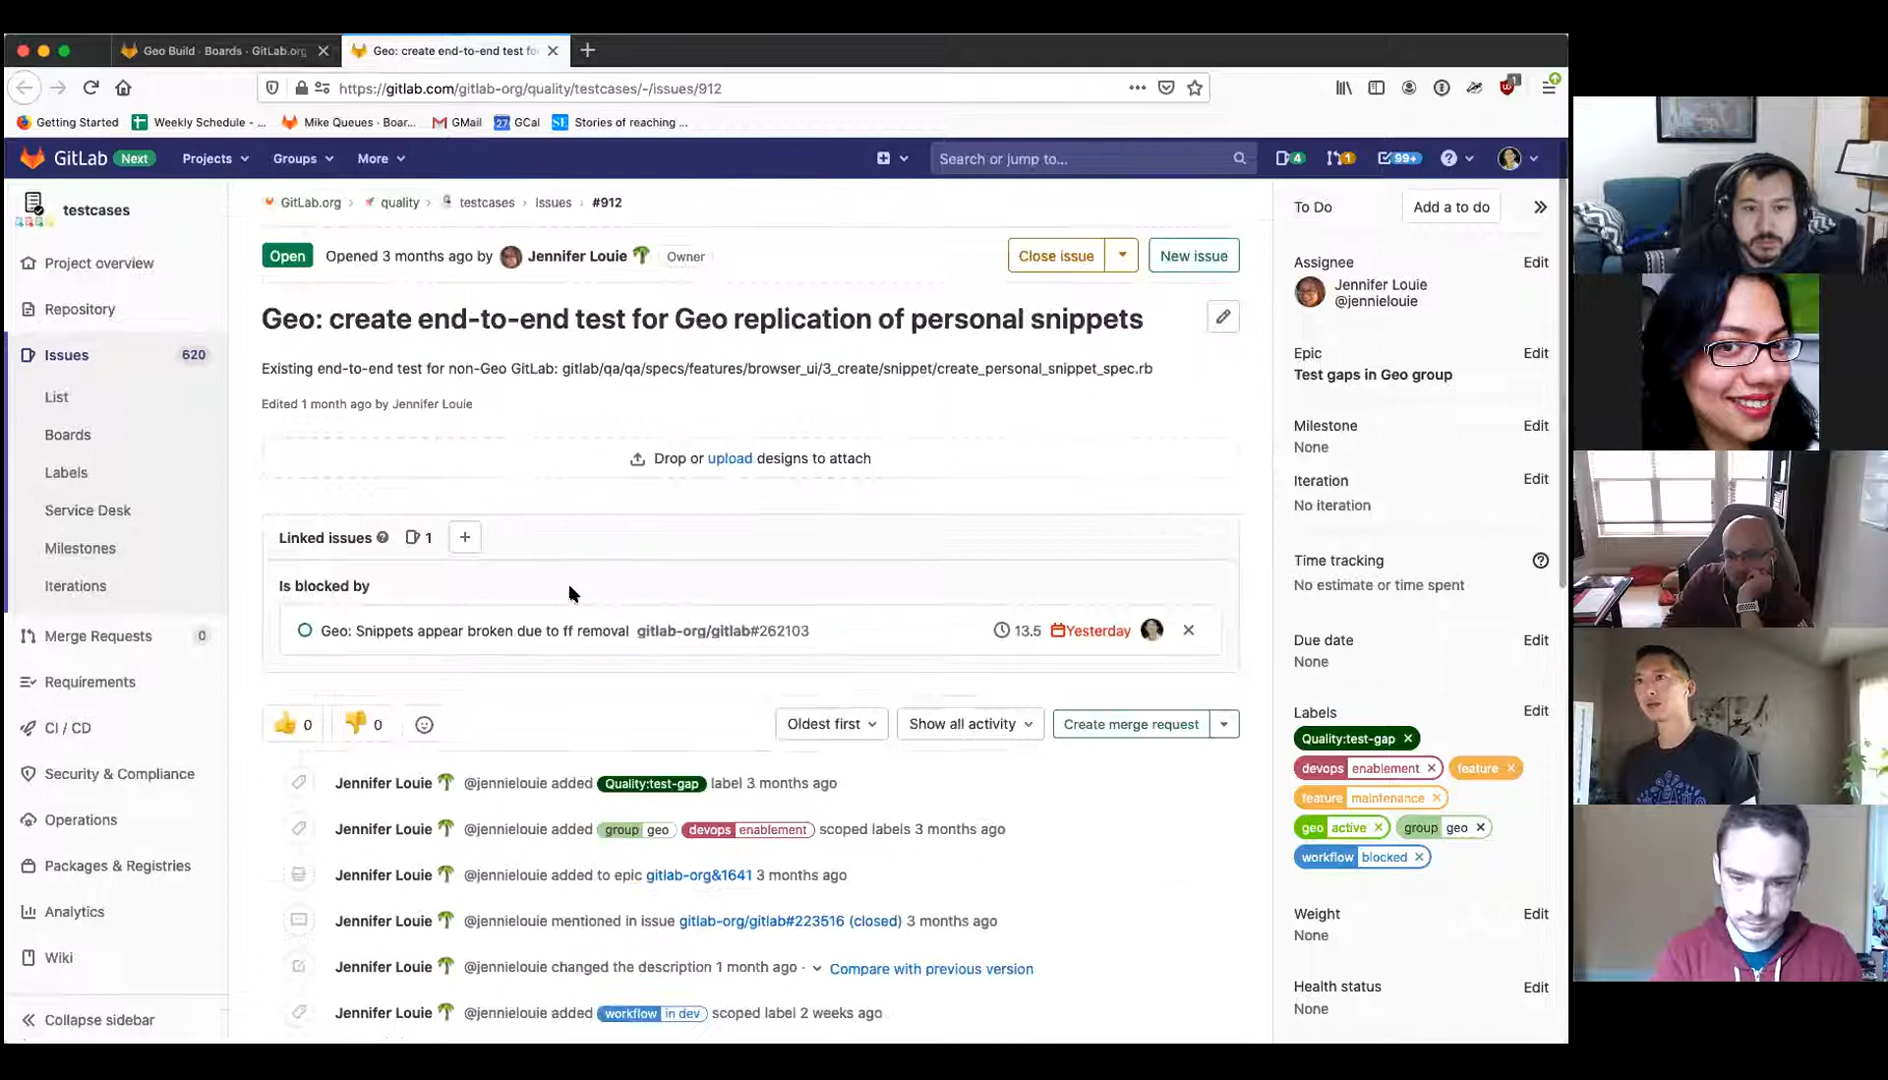 Geo Build · Boards · GitLab.org
Geo: create end-to-end test fo
https://gitlab.com/gitlab-org/quality/testcases/-/issues/912
Getting Started
Weekly Schedule - ...
Mike Queues · Boar...
GMail
27
GCal
Stories of reaching ...
GitLab Next
Projects
Groups
More
Search or jump to...
4
1
99+
testcases
GitLab.org › quality › testcases › Issues › #912
Project overview
Repository
Issues 620
List
Boards
Labels
Service Desk
Milestones
Iterations
Merge Requests 0
Requirements
CI / CD
Security & Compliance
Operations
Packages & Registries
Analytics
Wiki
Collapse sidebar
Open Opened 3 months ago by Jennifer Louie Owner
Close issue
New issue
Geo: create end-to-end test for Geo replication of personal snippets
Existing end-to-end test for non-Geo GitLab: gitlab/qa/qa/specs/features/browser_ui/3_create/snippet/create_personal_snippet_spec.rb
Edited 1 month ago by Jennifer Louie
Drop or upload designs to attach
Linked issues 1 +
Is blocked by
Geo: Snippets appear broken due to ff removal gitlab-org/gitlab#262103 13.5 Yesterday
0 0
Oldest first
Show all activity
Create merge request
Jennifer Louie @jennielouie added Quality:test-gap label 3 months ago
Jennifer Louie @jennielouie added group geo devops enablement scoped labels 3 months ago
Jennifer Louie @jennielouie added to epic gitlab-org&1641 3 months ago
Jennifer Louie @jennielouie mentioned in issue gitlab-org/gitlab#223516 (closed) 3 months ago
Jennifer Louie @jennielouie changed the description 1 month ago · Compare with previous version
Jennifer Louie @jennielouie added workflow in dev scoped label 2 weeks ago
To Do Add a to do
Assignee Edit
Jennifer Louie
@jennielouie
Epic Edit
Test gaps in Geo group
Milestone Edit
None
Iteration Edit
No iteration
Time tracking
No estimate or time spent
Due date Edit
None
Labels Edit
Quality:test-gap
devops enablement feature
feature maintenance
geo active group geo
workflow blocked
Weight Edit
None
Health status Edit
None